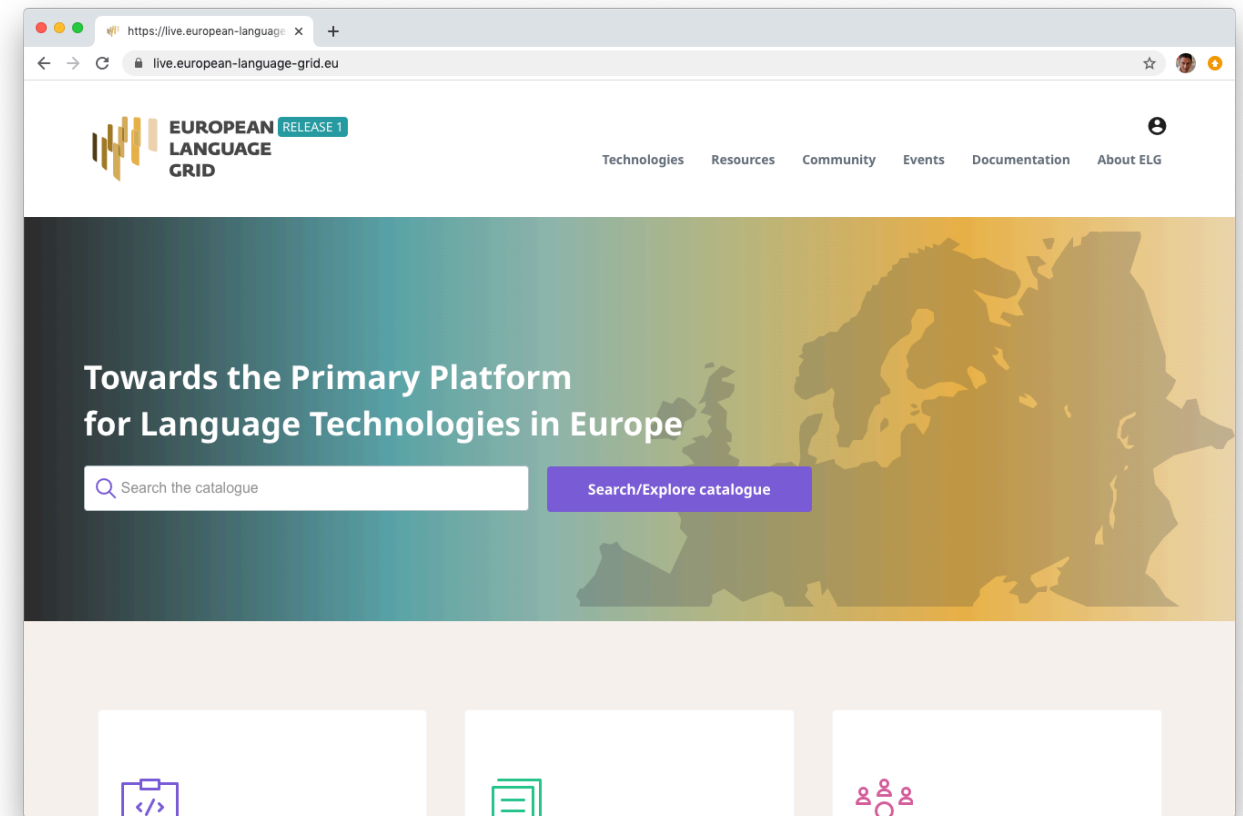 https://live.european-language
live.european-language-grid.eu
EUROPEAN RELEASE 1
LANGUAGE
GRID
Technologies Resources Community Events Documentation About ELG
Towards the Primary Platform
for Language Technologies in Europe
Search the catalogue
Search/Explore catalogue